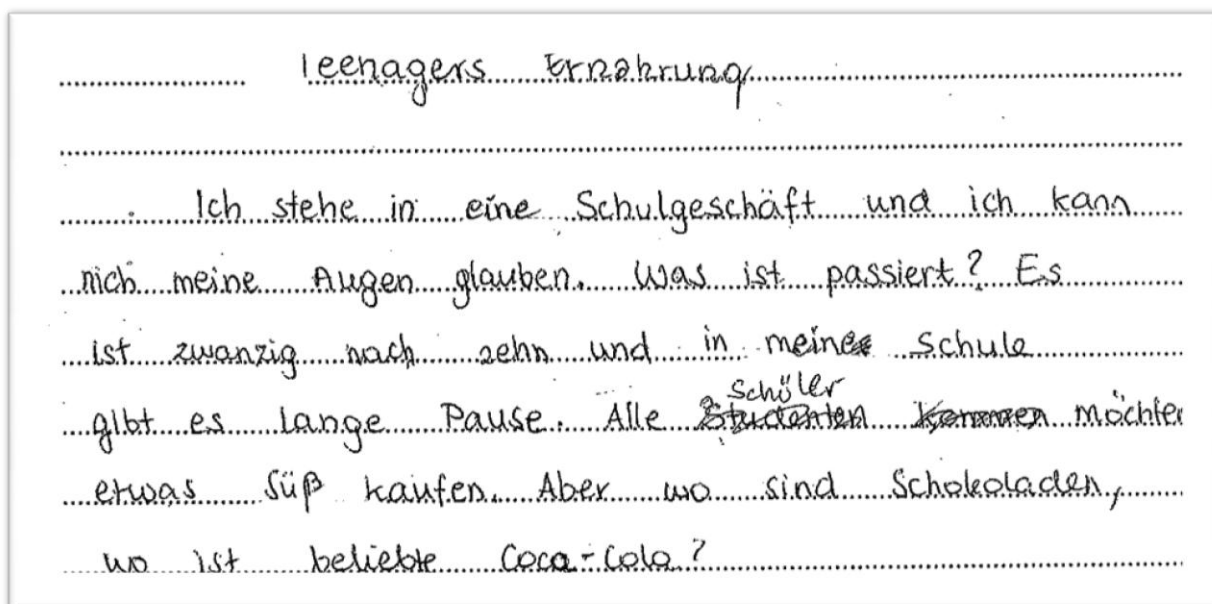 Teenagers Ernährung
Ich stehe in eine Schulgeschäft und ich kann
nich meine Augen glauben. Was ist passiert? Es
ist zwanzig nach zehn und in meine Schule
gibt es lange Pause. Alle Schüler möchten
etwas süß kaufen. Aber wo sind Schokoladen,
wo ist beliebte Coca-Cola?